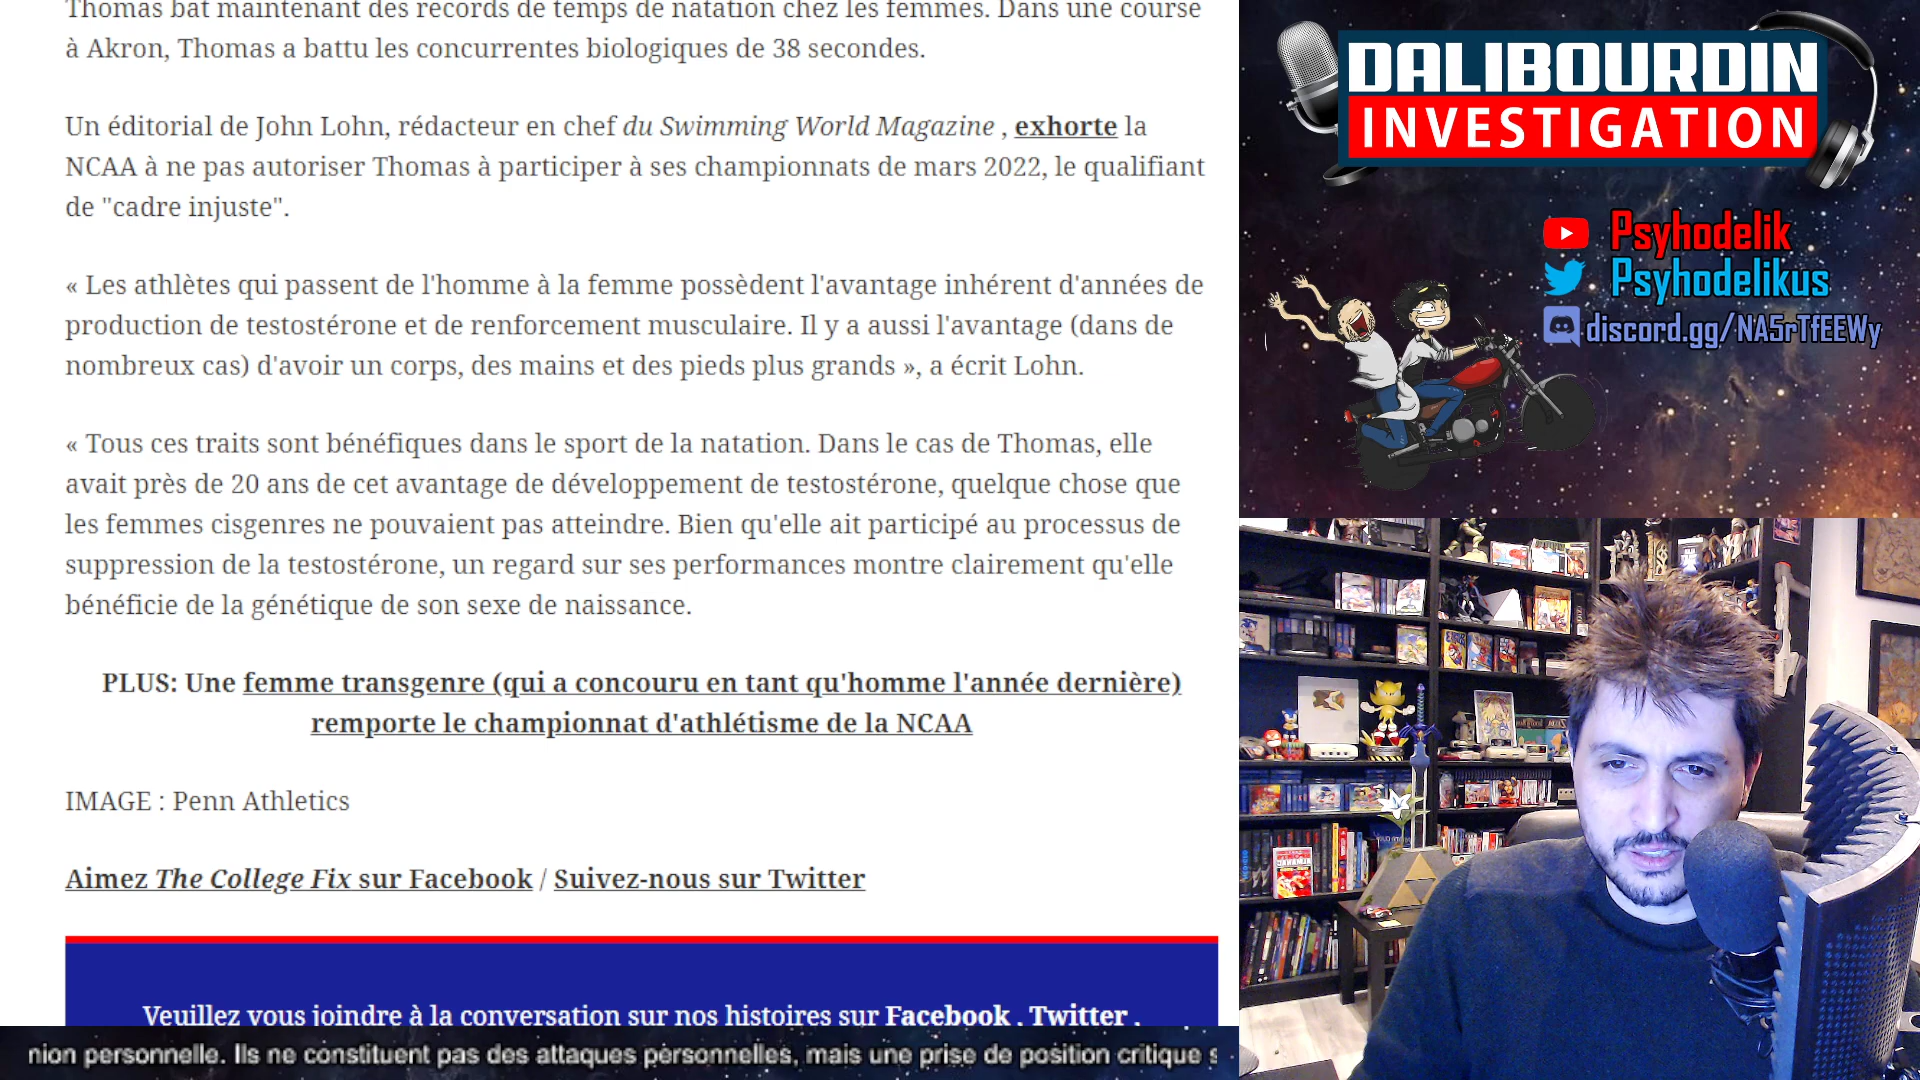 Thomas bat maintenant des records de temps de natation chez les femmes. Dans une course
à Akron, Thomas a battu les concurrentes biologiques de 38 secondes.
Un éditorial de John Lohn, rédacteur en chef du Swimming World Magazine , exhorte la
NCAA à ne pas autoriser Thomas à participer à ses championnats de mars 2022, le qualifiant
de "cadre injuste".
« Les athlètes qui passent de l'homme à la femme possèdent l'avantage inhérent d'années de
production de testostérone et de renforcement musculaire. Il y a aussi l'avantage (dans de
nombreux cas) d'avoir un corps, des mains et des pieds plus grands », a écrit Lohn.
« Tous ces traits sont bénéfiques dans le sport de la natation. Dans le cas de Thomas, elle
avait près de 20 ans de cet avantage de développement de testostérone, quelque chose que
les femmes cisgenres ne pouvaient pas atteindre. Bien qu'elle ait participé au processus de
suppression de la testostérone, un regard sur ses performances montre clairement qu'elle
bénéficie de la génétique de son sexe de naissance.
PLUS: Une femme transgenre (qui a concouru en tant qu'homme l'année dernière)
remporte le championnat d'athlétisme de la NCAA
IMAGE : Penn Athletics
Aimez The College Fix sur Facebook / Suivez-nous sur Twitter
Veuillez vous joindre à la conversation sur nos histoires sur Facebook , Twitter ,
nion personnelle. Ils ne constituent pas des attaques personnelles, mais une prise de position critique s
DALIBOURDIN
INVESTIGATION
Psyhodelik
Psyhodelikus
discord.gg/NA5rTfEEWy